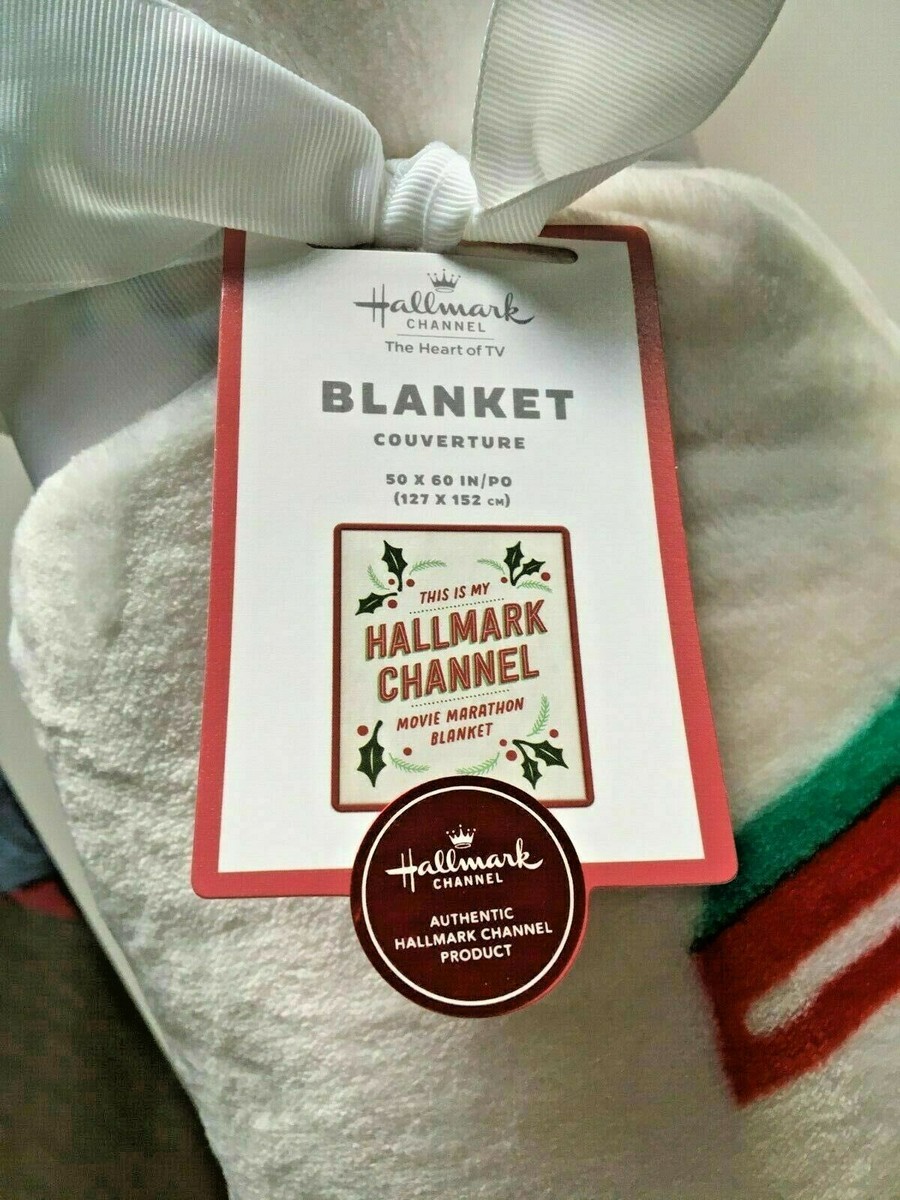 Hallmark
CHANNEL
The Heart of TV
BLANKET
COUVERTURE
50 X 60 IN/PO
(127 X 152 CM)
THIS IS MY
HALLMARK
CHANNEL
MOVIE MARATHON
BLANKET
Hallmark
CHANNEL
AUTHENTIC
HALLMARK CHANNEL
PRODUCT